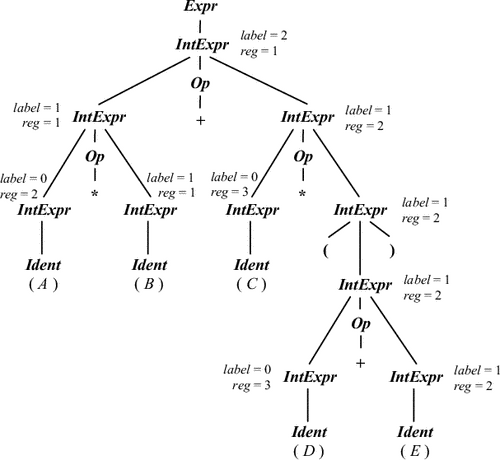 Expr
IntExpr
label = 2
reg = 1
Op
+
label = 1
reg = 1
IntExpr
IntExpr
label = 1
reg = 2
Op
*
Op
*
label = 0
reg = 2
IntExpr
label = 1
reg = 1
IntExpr
label = 0
reg = 3
IntExpr
IntExpr
label = 1
reg = 2
Ident
( A )
Ident
( B )
Ident
( C )
( )
IntExpr
label = 1
reg = 2
Op
+
label = 0
reg = 3
IntExpr
IntExpr
label = 1
reg = 2
Ident
( D )
Ident
( E )